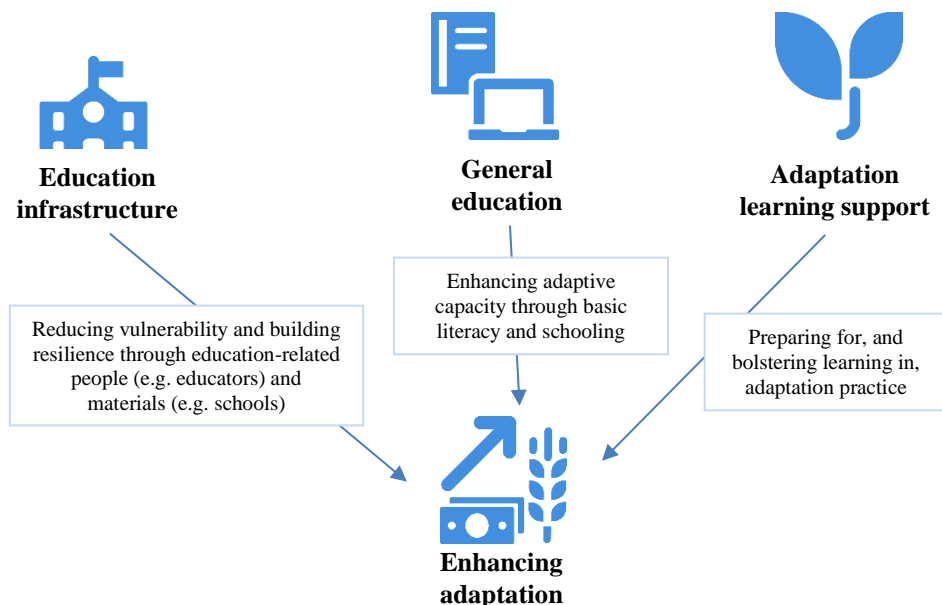 Education
infrastructure
General
education
Adaptation
learning support
Reducing vulnerability and building
resilience through education-related
people (e.g. educators) and
materials (e.g. schools)
Enhancing adaptive
capacity through basic
literacy and schooling
Preparing for, and
bolstering learning in,
adaptation practice
Enhancing
adaptation